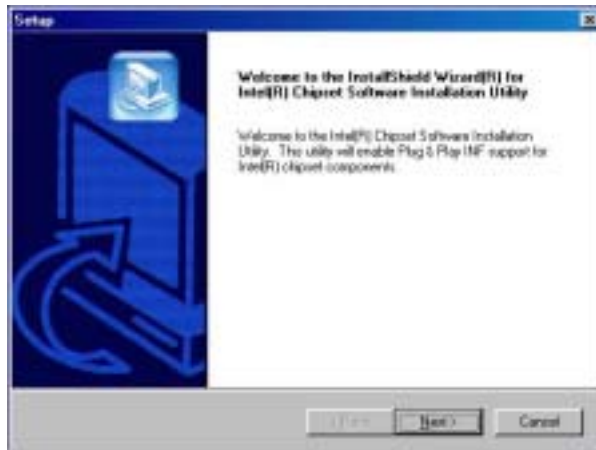 Setup
Welcome to the InstallShield Wizard(R) for
Intel(R) Chipset Software Installation Utility
Welcome to the Intel(R) Chipset Software Installation
Utility. This utility will enable Plug & Play INF support for
Intel(R) chipset components.
Next >
Cancel